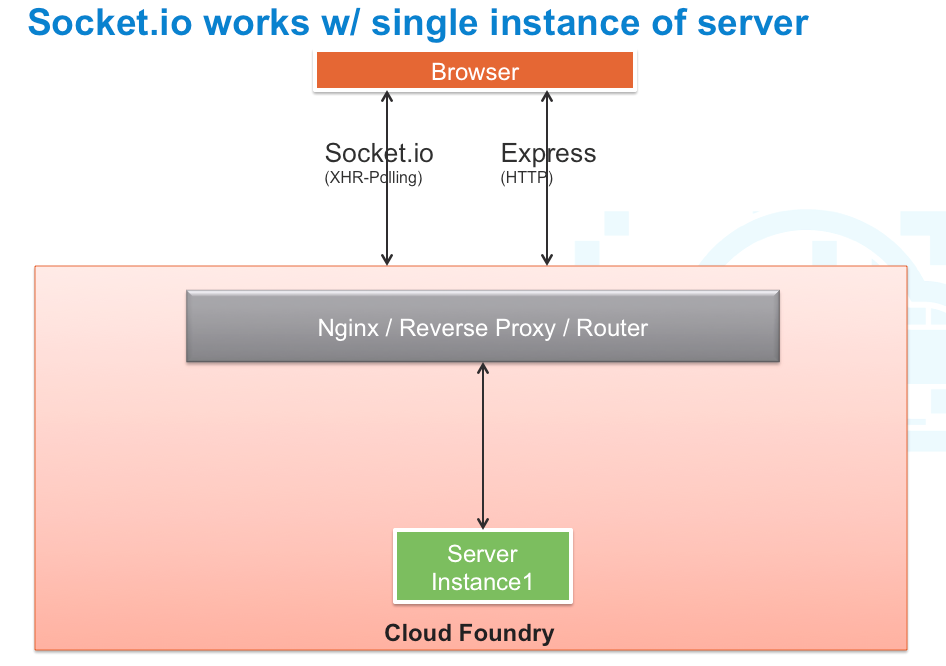 Socket.io works w/ single instance of server
Browser
Socket.io
(XHR-Polling)
Express
(HTTP)
Nginx / Reverse Proxy / Router
Server
Instance1
Cloud Foundry